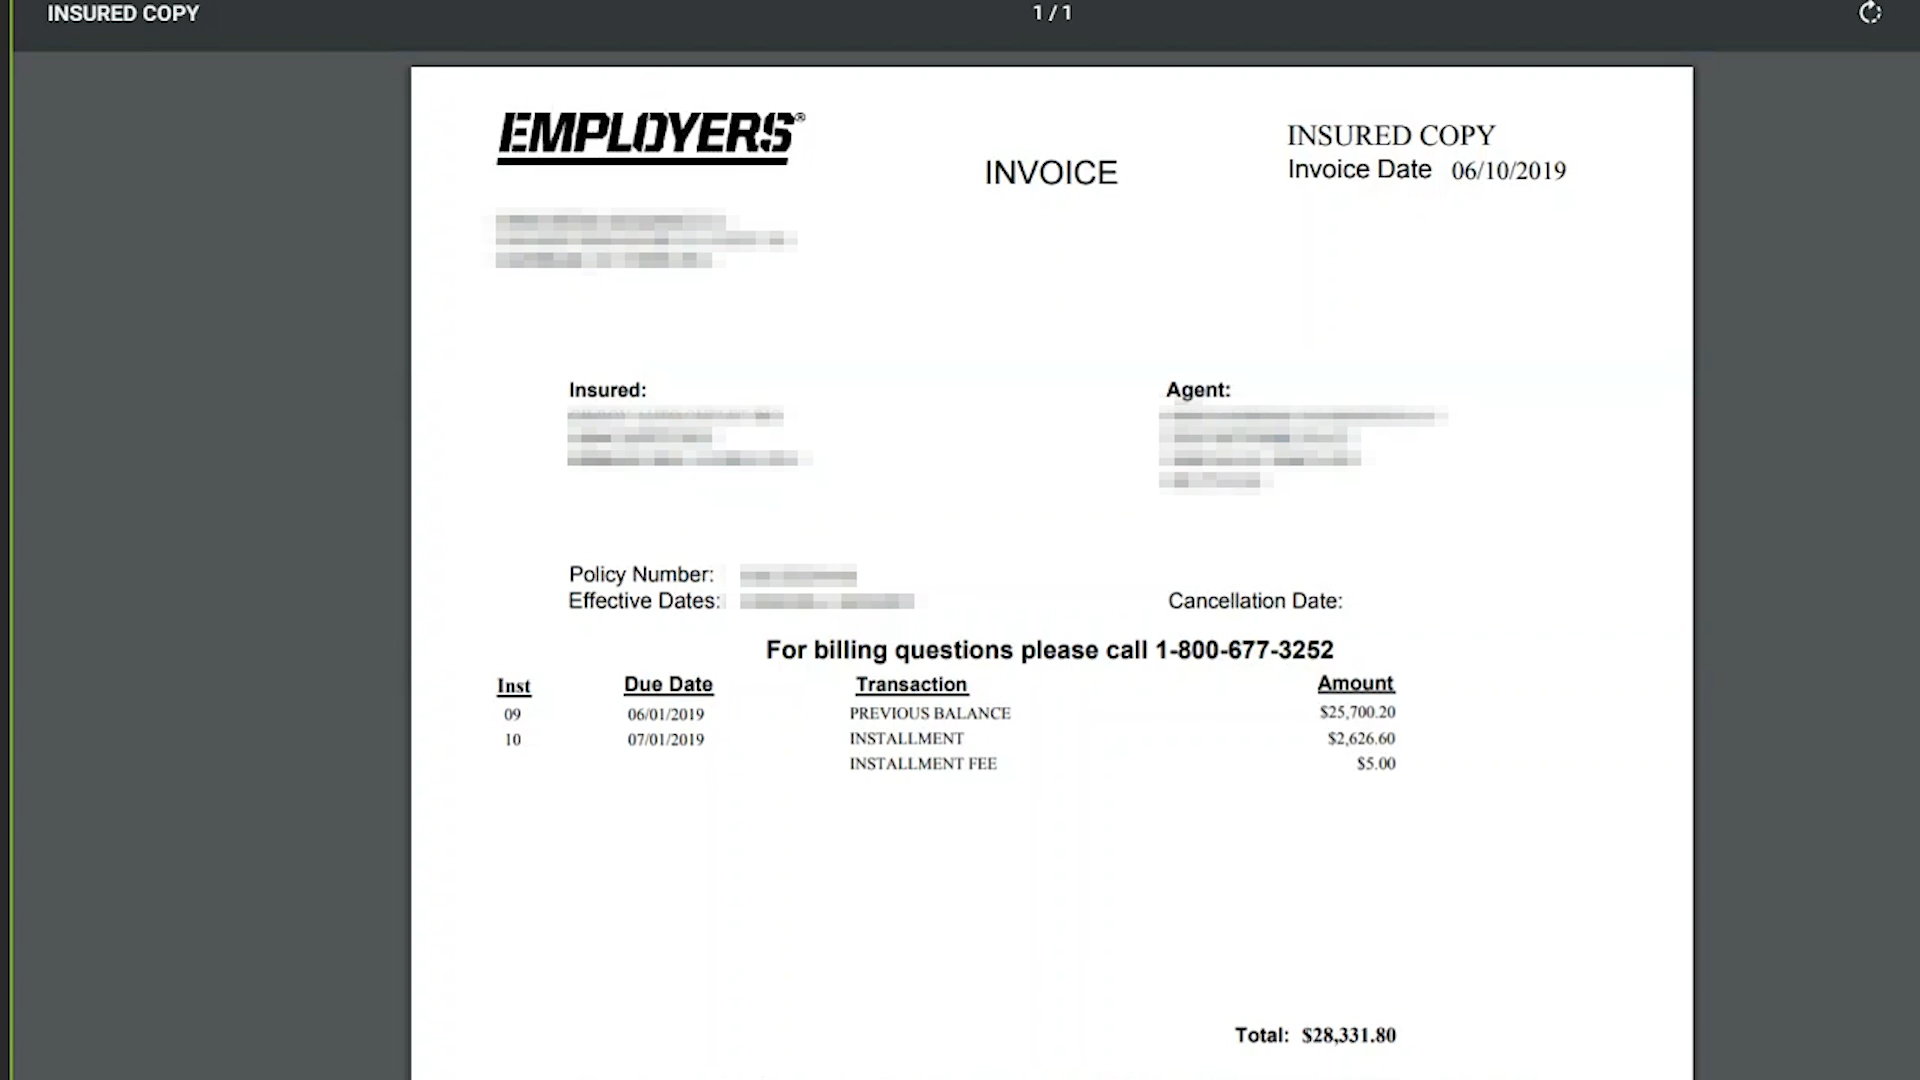 INSURED COPY
1 / 1
EMPLOYERS®
INVOICE
INSURED COPY
Invoice Date 06/10/2019
Insured:
Agent:
Policy Number:
Effective Dates:
Cancellation Date:
For billing questions please call 1-800-677-3252
Inst Due Date Transaction Amount
09 06/01/2019 PREVIOUS BALANCE $25,700.20
10 07/01/2019 INSTALLMENT $2,626.60
INSTALLMENT FEE $5.00
Total: $28,331.80